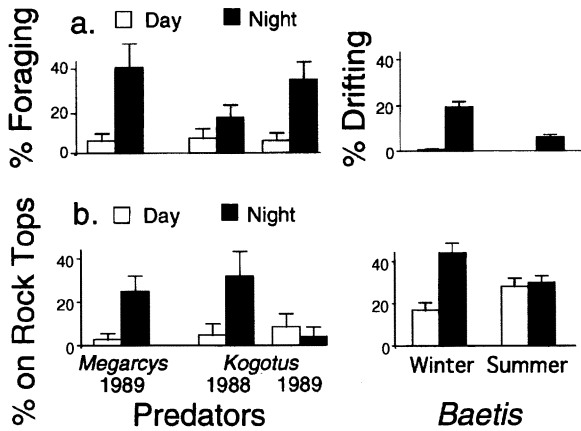 a. Day Night
% Foraging
40
20
0
% Drifting
40
20
0
b. Day Night
% on Rock Tops
40
20
0
40
20
0
Megarcys Kogotus
1989 1988 1989
Predators
Winter Summer
Baetis